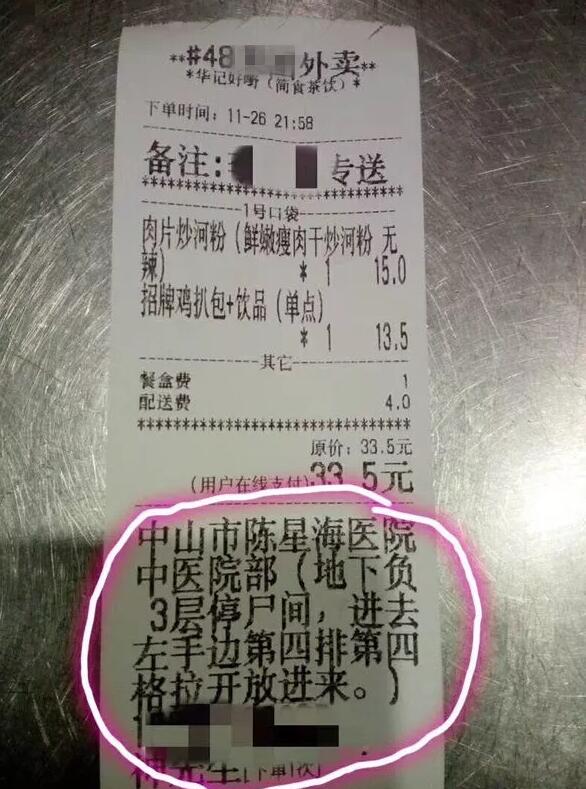 **#48 外卖**
*华记好嘢（简食茶饮）*
下单时间：11-26 21:58
备注: 专送
1号口袋
肉片炒河粉（鲜嫩瘦肉干炒河粉 无
辣） * 1 15.0
招牌鸡扒包+饮品（单点）
* 1 13.5
其它
餐盒费 1
配送费 4.0
原价：33.5元
（用户在线支付）33.5元
中山市陈星海医院
中医院部（地下负
3层停尸间，进去
左手边第四排第四
格拉开放进来。）
先生